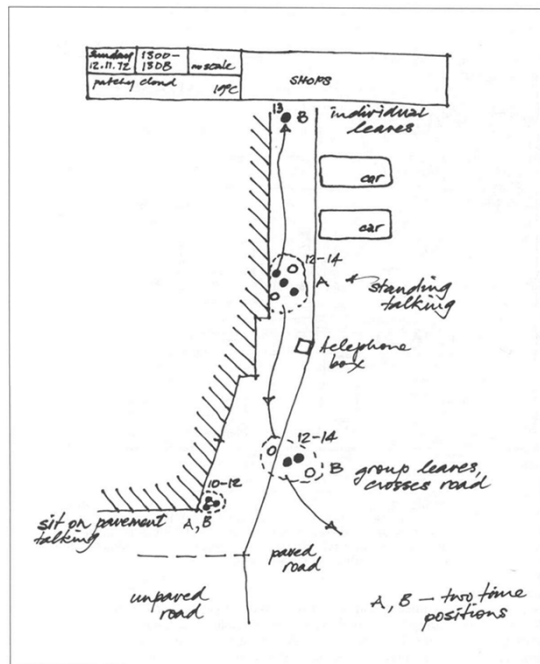 Sunday
12.11.72
1300-
1308
no scale
patchy cloud
19°C
SHOPS
13
B
individual
leaves
car
car
12-14
A
standing
talking
telephone
box
12-14
B
group leaves,
crosses road
10-12
A, B
sit on pavement
talking
paved
road
unpaved
road
A, B — two time
positions